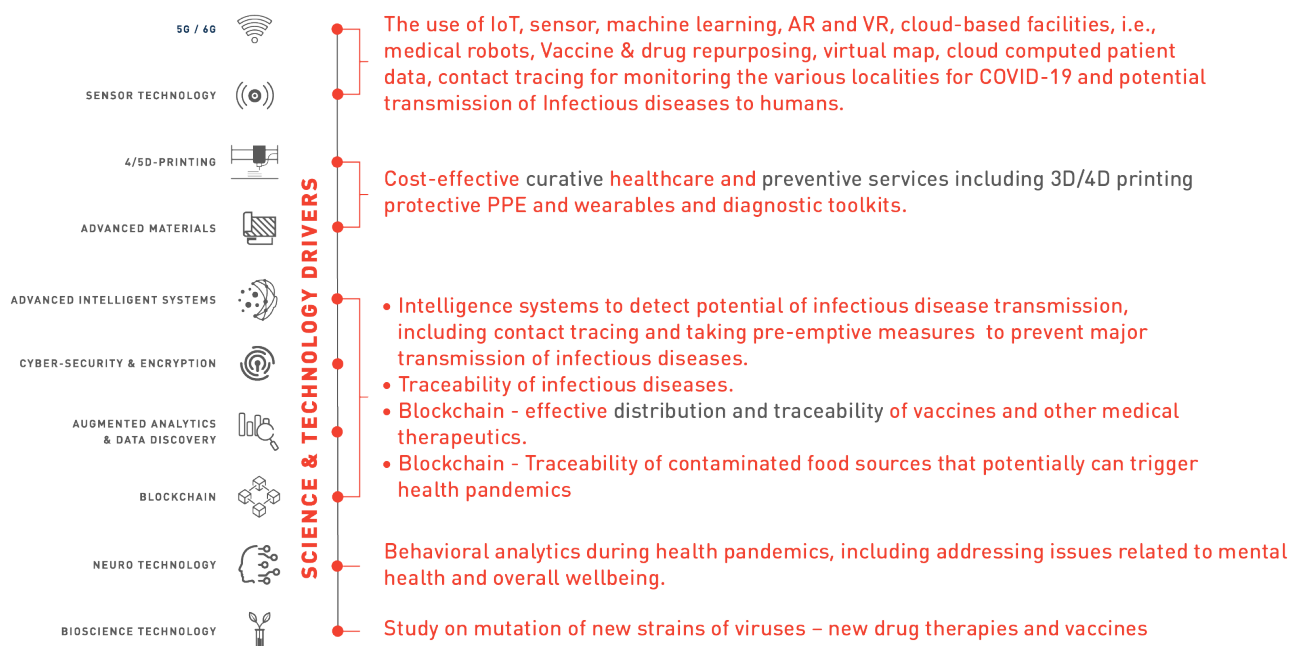 5G / 6G
The use of IoT, sensor, machine learning, AR and VR, cloud-based facilities, i.e.,
medical robots, Vaccine & drug repurposing, virtual map, cloud computed patient
data, contact tracing for monitoring the various localities for COVID-19 and potential
transmission of Infectious diseases to humans.
SENSOR TECHNOLOGY
4/5D-PRINTING
Cost-effective curative healthcare and preventive services including 3D/4D printing
protective PPE and wearables and diagnostic toolkits.
ADVANCED MATERIALS
SCIENCE & TECHNOLOGY DRIVERS
ADVANCED INTELLIGENT SYSTEMS
• Intelligence systems to detect potential of infectious disease transmission,
including contact tracing and taking pre-emptive measures to prevent major
transmission of infectious diseases.
CYBER-SECURITY & ENCRYPTION
• Traceability of infectious diseases.
• Blockchain - effective distribution and traceability of vaccines and other medical
therapeutics.
AUGMENTED ANALYTICS
& DATA DISCOVERY
• Blockchain - Traceability of contaminated food sources that potentially can trigger
health pandemics
BLOCKCHAIN
NEURO TECHNOLOGY
Behavioral analytics during health pandemics, including addressing issues related to mental
health and overall wellbeing.
BIOSCIENCE TECHNOLOGY
Study on mutation of new strains of viruses – new drug therapies and vaccines